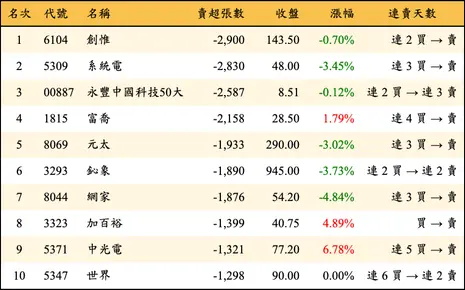 名次 代號 名稱 賣超張數 收盤 漲幅 連賣天數
1 6104 創惟 -2,900 143.50 -0.70% 連 2 買 → 賣
2 5309 系統電 -2,830 48.00 -3.45% 連 3 買 → 賣
3 00887 永豐中國科技50大 -2,587 8.51 -0.12% 連 2 買 → 連 3 賣
4 1815 富喬 -2,158 28.50 1.79% 連 4 買 → 賣
5 8069 元太 -1,933 290.00 -3.02% 連 3 買 → 賣
6 3293 鈊象 -1,890 945.00 -3.73% 連 2 買 → 連 2 賣
7 8044 網家 -1,876 54.20 -4.84% 連 3 買 → 賣
8 3323 加百裕 -1,399 40.75 4.89% 買 → 賣
9 5371 中光電 -1,321 77.20 6.78% 連 5 買 → 賣
10 5347 世界 -1,298 90.00 0.00% 連 6 買 → 連 2 賣